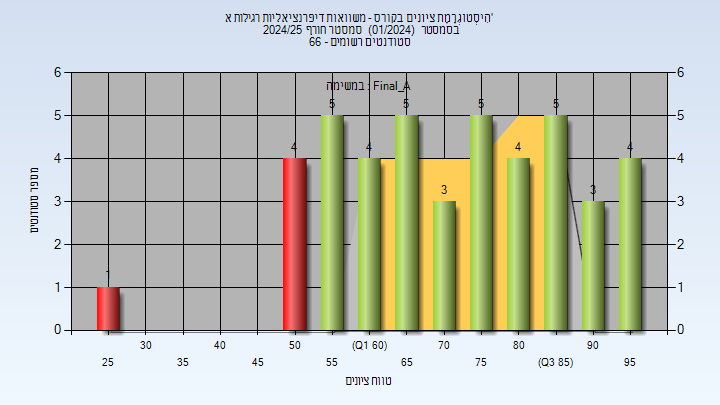 הִיסְטוֹגְרָמַת ציונים בקורס - משוואות דיפרנציאליות רגילות א'
בסמסטר (01/2024) סמסטר חורף 2024/25
סטודנטים רשומים - 66
במשימה : Final_A
מספר סטודנטים
6 6
5 5
4 4
3 3
2 2
1 1
0 0
1 4 5 4 5 3 5 4 5 3 4
30 40 50 (Q1 60) 70 80 90
25 35 45 55 65 75 (Q3 85) 95
טווח ציונים